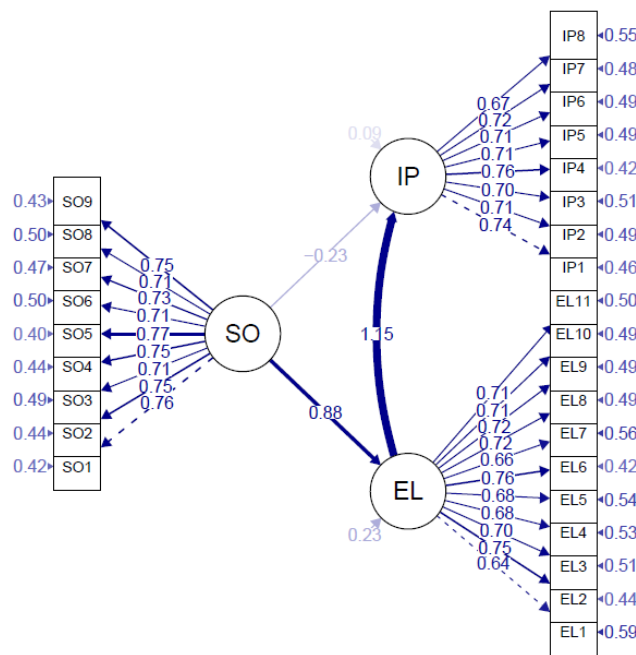 IP8 0.55
IP7 0.48
0.67
IP6 0.49
0.72
0.71
0.09
IP5 0.49
0.71
IP
IP4 0.42
0.76
0.70
IP3 0.51
0.71
0.43 SO9
IP2 0.49
0.74
0.50 SO8
−0.23
0.75
IP1 0.46
0.47 SO7
0.71
0.73
0.50 SO6
EL11 0.50
0.71
0.40 SO5
0.77
SO
1.15
EL10 0.49
0.44 SO4
0.75
EL9 0.49
0.71
0.49 SO3
0.75
0.71
EL8 0.49
0.76
0.88
0.71
0.44 SO2
0.72
EL7 0.56
0.72
0.42 SO1
0.66
EL6 0.42
0.76
EL
EL5 0.54
0.68
0.68
EL4 0.53
0.23
0.70
0.75
EL3 0.51
0.64
EL2 0.44
EL1 0.59